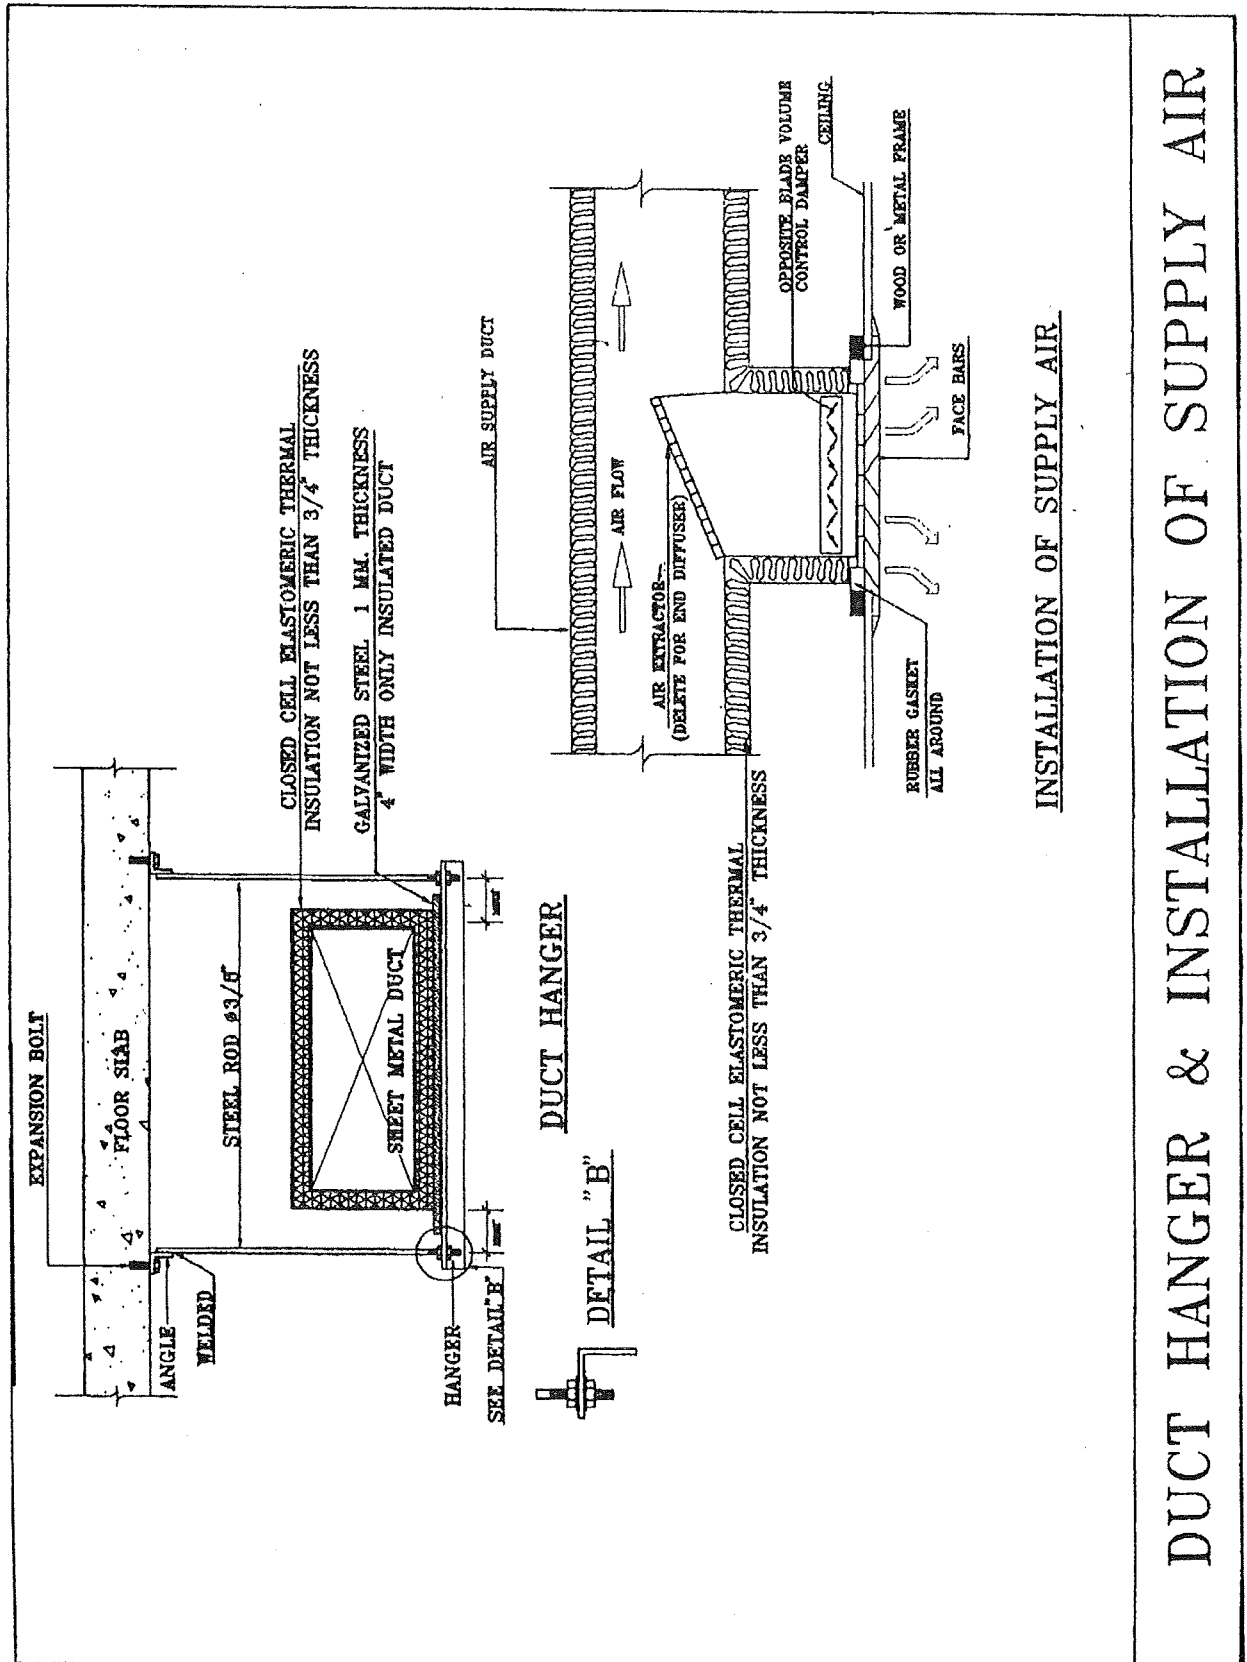 EXPANSION BOLT
FLOOR SLAB
ANGLE
WELDED
STEEL ROD ø3/8"
CLOSED CELL ELASTOMERIC THERMAL
INSULATION NOT LESS THAN 3/4" THICKNESS
GALVANIZED STEEL 1 MM. THICKNESS
4" WIDTH ONLY INSULATED DUCT
SHEET METAL DUCT
HANGER
SEE DETAIL"B"
DUCT HANGER
DETAIL "B"
AIR SUPPLY DUCT
AIR FLOW
AIR EXTRACTOR
(DELETE FOR END DIFFUSER)
CLOSED CELL ELASTOMERIC THERMAL
INSULATION NOT LESS THAN 3/4" THICKNESS
OPPOSITE BLADE VOLUME
CONTROL DAMPER
CEILING
WOOD OR METAL FRAME
RUBBER GASKET
ALL AROUND
FACE BARS
INSTALLATION OF SUPPLY AIR
DUCT HANGER & INSTALLATION OF SUPPLY AIR